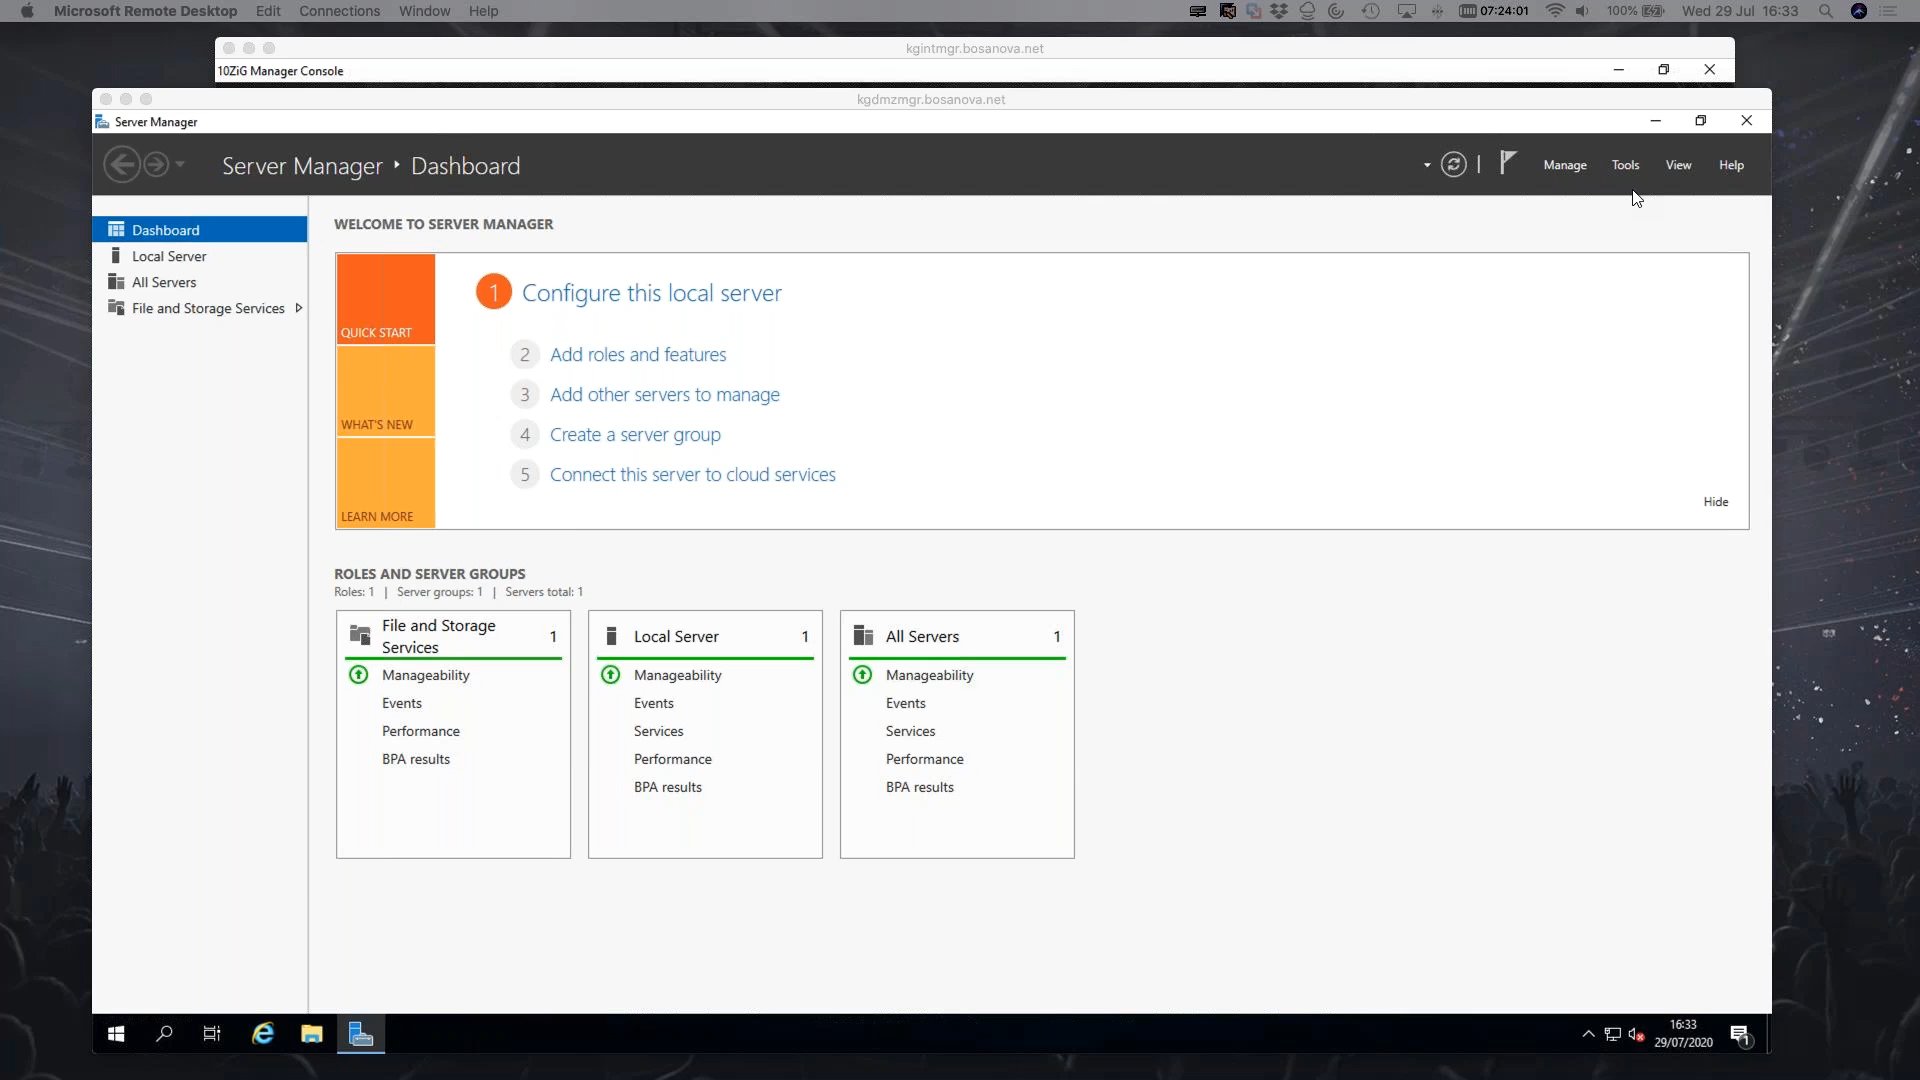 Microsoft Remote Desktop Edit Connections Window Help 07:24:01 100% Wed 29 Jul 16:33
kgintmgr.bosanova.net
10ZiG Manager Console
kgdmzmgr.bosanova.net
Server Manager
Server Manager ‣ Dashboard Manage Tools View Help
Dashboard
Local Server
All Servers
File and Storage Services
WELCOME TO SERVER MANAGER
QUICK START
WHAT'S NEW
LEARN MORE
1 Configure this local server
2 Add roles and features
3 Add other servers to manage
4 Create a server group
5 Connect this server to cloud services
Hide
ROLES AND SERVER GROUPS
Roles: 1 | Server groups: 1 | Servers total: 1
File and Storage
Services 1
Manageability
Events
Performance
BPA results
Local Server 1
Manageability
Events
Services
Performance
BPA results
All Servers 1
Manageability
Events
Services
Performance
BPA results
16:33
29/07/2020
1